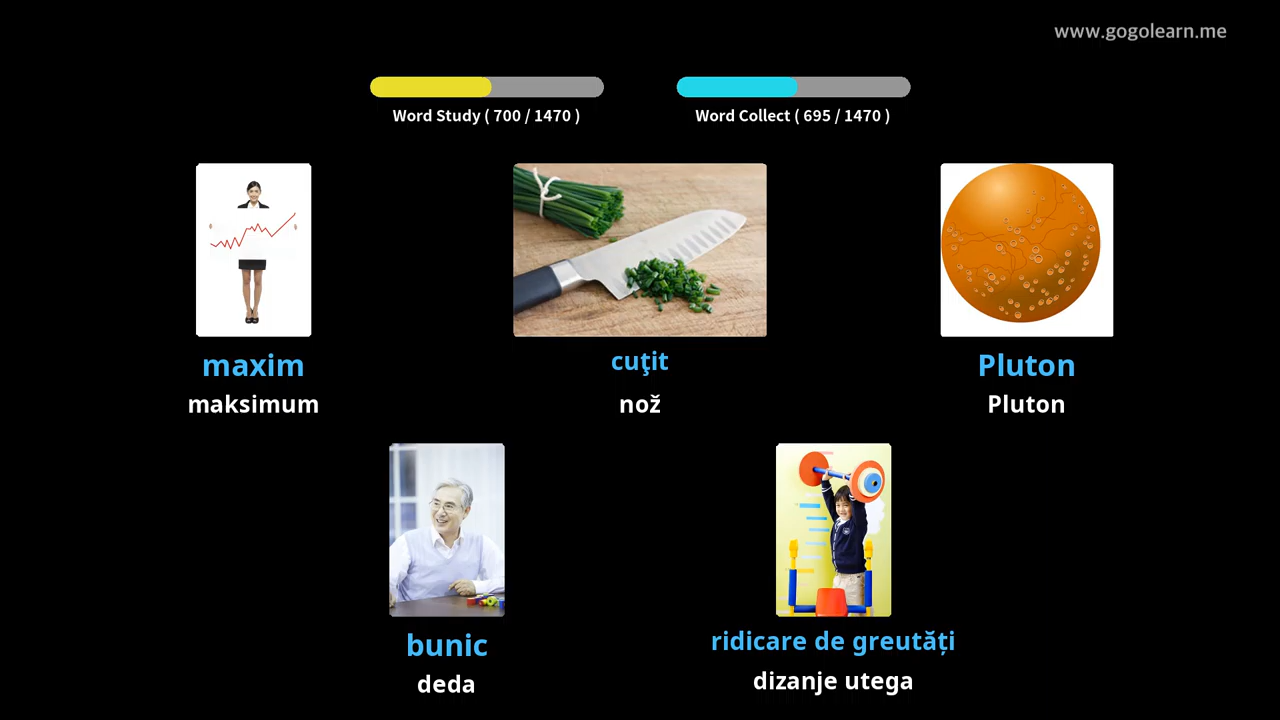 www.gogolearn.me
Word Study ( 700 / 1470 )
Word Collect ( 695 / 1470 )
maxim
maksimum
cuţit
nož
Pluton
Pluton
bunic
deda
ridicare de greutăți
dizanje utega